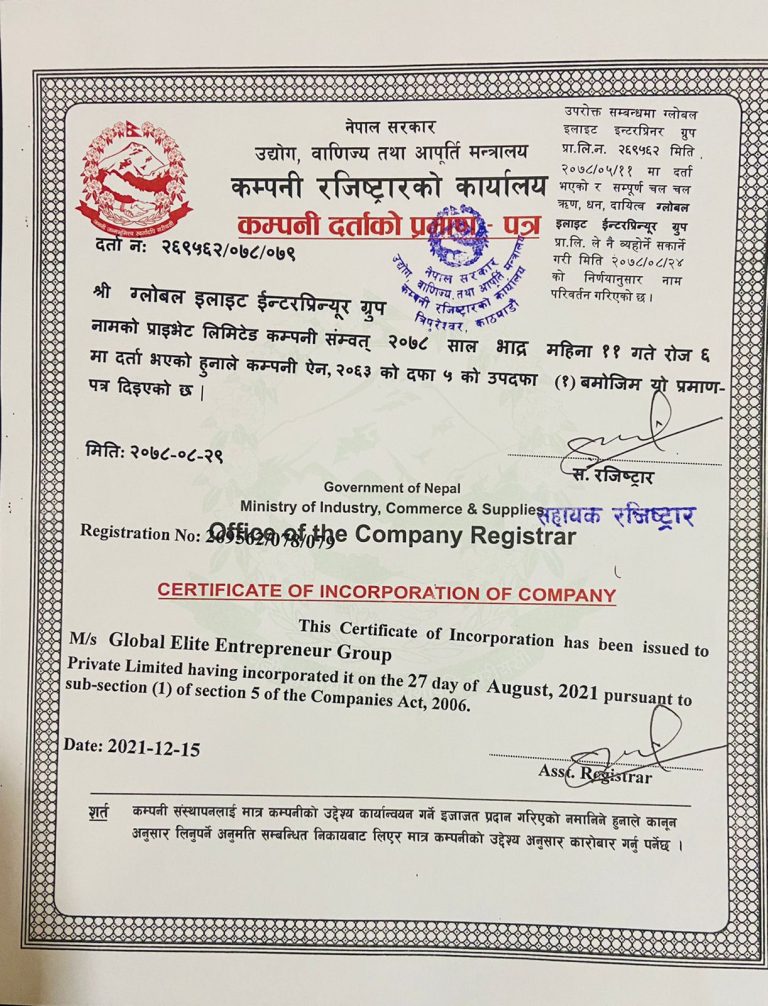 नेपाल सरकार
उद्योग, वाणिज्य तथा आपूर्ति मन्त्रालय
कम्पनी रजिष्ट्रारको कार्यालय
कम्पनी दर्ताको प्रमाण - पत्र
उपरोक्त सम्बन्धमा ग्लोबल
इलाइट इन्टरप्रिनर ग्रुप
प्रा.लि.न. २६९५६२ मिति
२०७८/०५/११ मा दर्ता
भएको र सम्पूर्ण चल चल
ऋण, धन, दायित्व ग्लोबल
इलाइट ईन्टरप्रिन्यूर ग्रुप
प्रा.लि. ले नै व्यहोर्ने सकार्ने
गरी मिति २०७८/०८/२४
को निर्णयानुसार नाम
परिवर्तन गरिएको छ।
दर्ता नं: २६९५६२/०७८/०७९
नेपाल सरकार
उद्योग, वाणिज्य, तथा आपूर्ति मन्त्रालय
कम्पनी रजिष्ट्रारको कार्यालय
त्रिपुरेश्वर, काठमाडौं
श्री ग्लोबल इलाइट ईन्टरप्रिन्यूर ग्रुप
नामको प्राइभेट लिमिटेड कम्पनी संम्वत् २०७८ साल भाद्र महिना ११ गते रोज ६
मा दर्ता भएको हुनाले कम्पनी ऐन, २०६३ को दफा ५ को उपदफा (१) बमोजिम यो प्रमाण-
पत्र दिइएको छ |
मिति: २०७८-०८-२९
स. रजिष्ट्रार
सहायक रजिष्ट्रार
Government of Nepal
Ministry of Industry, Commerce & Supplies
Office of the Company Registrar
Registration No: 269562/078/079
CERTIFICATE OF INCORPORATION OF COMPANY
This Certificate of Incorporation has been issued to
M/s Global Elite Entrepreneur Group
Private Limited having incorporated it on the 27 day of August, 2021 pursuant to
sub-section (1) of section 5 of the Companies Act, 2006.
Date: 2021-12-15
Asst. Registrar
शर्त कम्पनी संस्थापनलाई मात्र कम्पनीको उद्देश्य कार्यान्वयन गर्ने इजाजत प्रदान गरिएको नमानिने हुनाले कानून
अनुसार लिनुपर्ने अनुमति सम्बन्धित निकायबाट लिएर मात्र कम्पनीको उद्देश्य अनुसार कारोबार गर्नु पर्नेछ ।